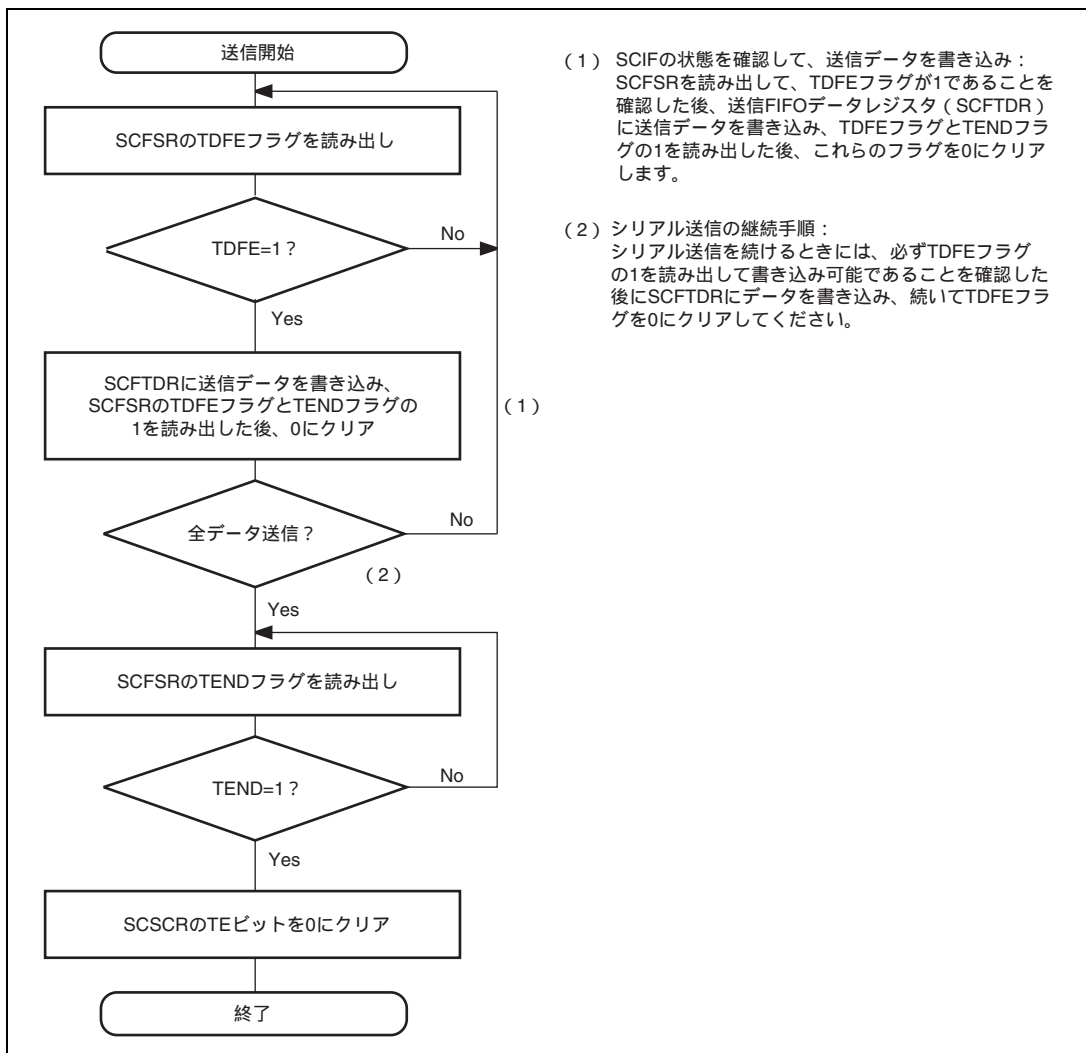 送信開始
SCFSRのTDFEフラグを読み出し
TDFE=1？
No
Yes
SCFTDRに送信データを書き込み、
SCFSRのTDFEフラグとTENDフラグの
1を読み出した後、0にクリア
（1）
全データ送信？
No
（2）
Yes
SCFSRのTENDフラグを読み出し
TEND=1？
No
Yes
SCSCRのTEビットを0にクリア
終了
（1） SCIFの状態を確認して、送信データを書き込み：
SCFSRを読み出して、TDFEフラグが1であることを
確認した後、送信FIFOデータレジスタ（SCFTDR）
に送信データを書き込み、TDFEフラグとTENDフラ
グの1を読み出した後、これらのフラグを0にクリア
します。
（2）シリアル送信の継続手順：
シリアル送信を続けるときには、必ずTDFEフラグ
の1を読み出して書き込み可能であることを確認した
後にSCFTDRにデータを書き込み、続いてTDFEフラ
グを0にクリアしてください。